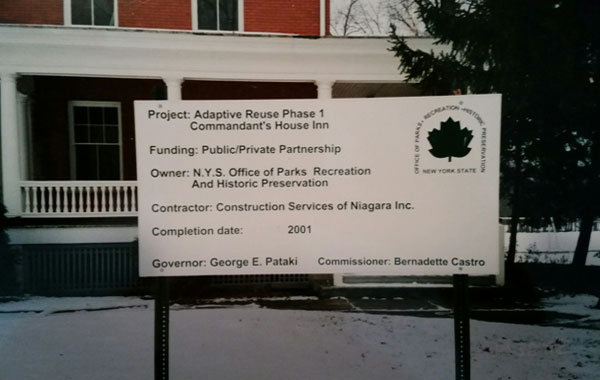 Project: Adaptive Reuse Phase 1
Commandant's House Inn
Funding: Public/Private Partnership
Owner: N.Y.S. Office of Parks Recreation
And Historic Preservation
Contractor: Construction Services of Niagara Inc.
Completion date: 2001
Governor: George E. Pataki Commissioner: Bernadette Castro
OFFICE OF PARKS • RECREATION • HISTORIC PRESERVATION
NEW YORK STATE